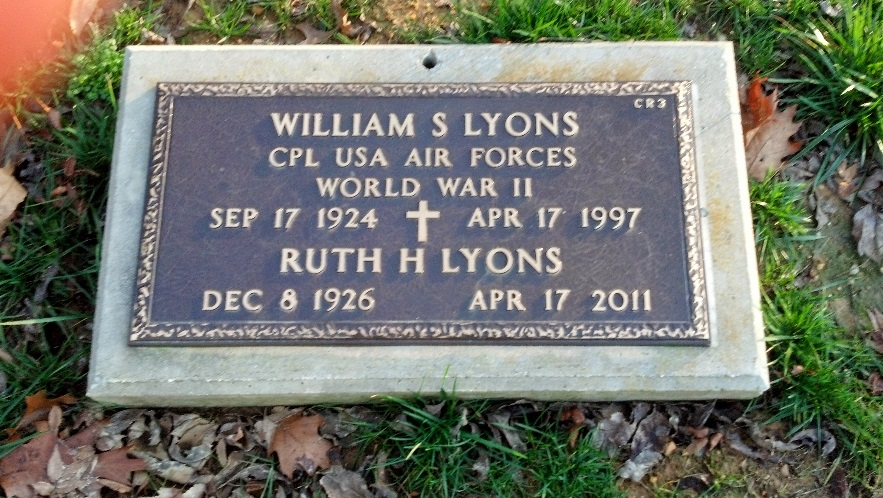 CR3
WILLIAM S LYONS
CPL USA AIR FORCES
WORLD WAR II
SEP 17 1924 APR 17 1997
RUTH H LYONS
DEC 8 1926 APR 17 2011